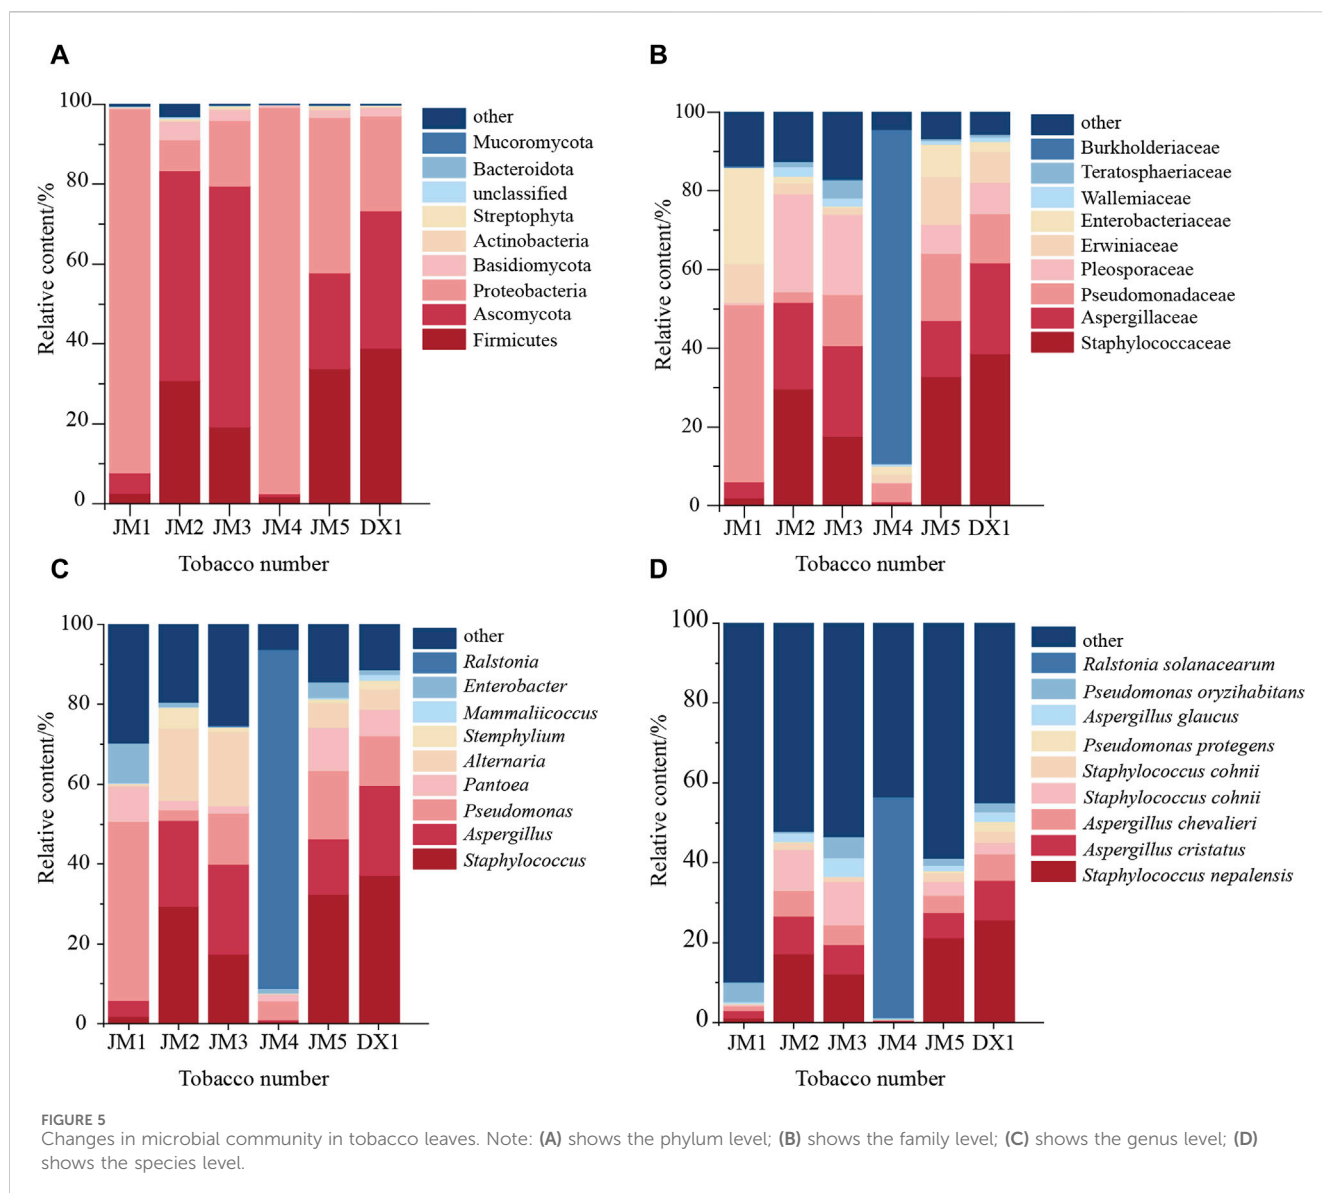 A
100
80
60
40
20
0
Relative content/%
JM1 JM2 JM3 JM4 JM5 DX1
Tobacco number
other
Mucoromycota
Bacteroidota
unclassified
Streptophyta
Actinobacteria
Basidiomycota
Proteobacteria
Ascomycota
Firmicutes
B
100
80
60
40
20
0
Relative content/%
JM1 JM2 JM3 JM4 JM5 DX1
Tobacco number
other
Burkholderiaceae
Teratosphaeriaceae
Wallemiaceae
Enterobacteriaceae
Erwiniaceae
Pleosporaceae
Pseudomonadaceae
Aspergillaceae
Staphylococcaceae
C
100
80
60
40
20
0
Relative content/%
JM1 JM2 JM3 JM4 JM5 DX1
Tobacco number
other
Ralstonia
Enterobacter
Mammaliicoccus
Stemphylium
Alternaria
Pantoea
Pseudomonas
Aspergillus
Staphylococcus
D
100
80
60
40
20
0
Relative content/%
JM1 JM2 JM3 JM4 JM5 DX1
Tobacco number
other
Ralstonia solanacearum
Pseudomonas oryzihabitans
Aspergillus glaucus
Pseudomonas protegens
Staphylococcus cohnii
Staphylococcus cohnii
Aspergillus chevalieri
Aspergillus cristatus
Staphylococcus nepalensis
FIGURE 5
Changes in microbial community in tobacco leaves. Note: (A) shows the phylum level; (B) shows the family level; (C) shows the genus level; (D)
shows the species level.